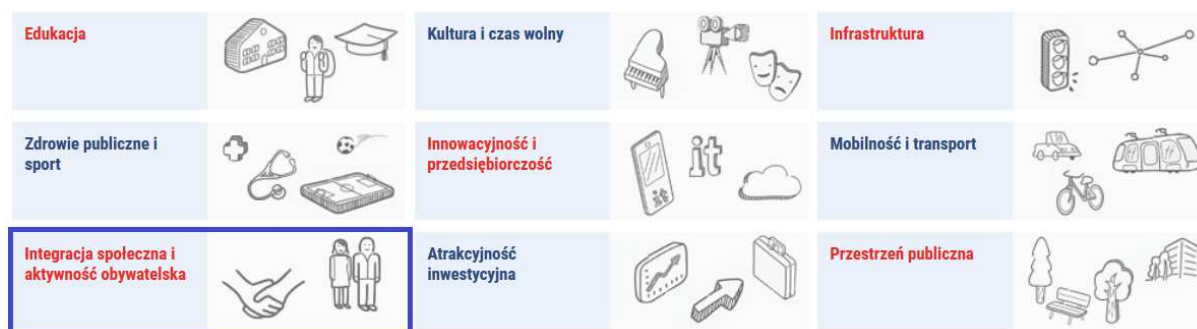 Edukacja
Kultura i czas wolny
Infrastruktura
Zdrowie publiczne i
sport
Innowacyjność i
przedsiębiorczość
it
it
Mobilność i transport
Integracja społeczna i
aktywność obywatelska
Atrakcyjność
inwestycyjna
Przestrzeń publiczna